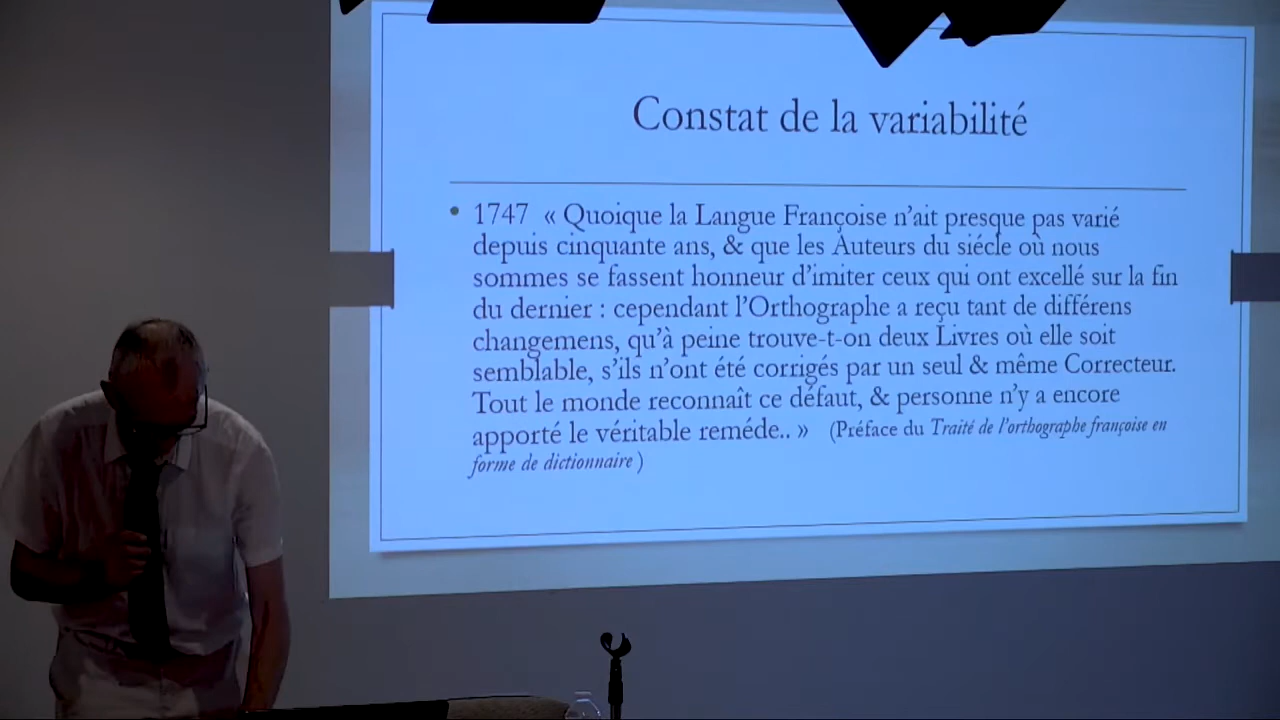 Constat de la variabilité
• 1747 « Quoique la Langue Françoise n'ait presque pas varié
depuis cinquante ans, & que les Auteurs du siécle où nous
sommes se fassent honneur d'imiter ceux qui ont excellé sur la fin
du dernier : cependant l'Orthographe a reçu tant de différens
changemens, qu'à peine trouve-t-on deux Livres où elle soit
semblable, s'ils n'ont été corrigés par un seul & même Correcteur.
Tout le monde reconnaît ce défaut, & personne n'y a encore
apporté le véritable reméde.. » (Préface du Traité de l'orthographe françoise en
forme de dictionnaire )